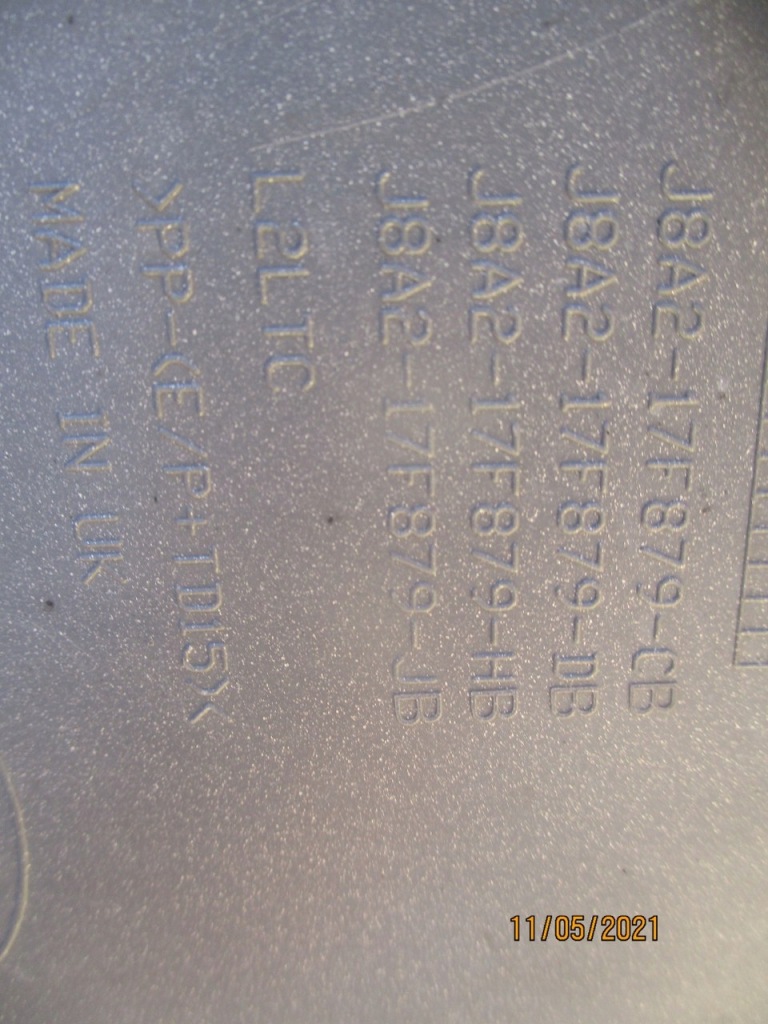 J8A2-17F879-CB
J8A2-17F879-DB
J8A2-17F879-HB
J8A2-17F879-JB
L2LTC
>PP-(E/P+TD15)<
MADE IN UK
11/05/2021